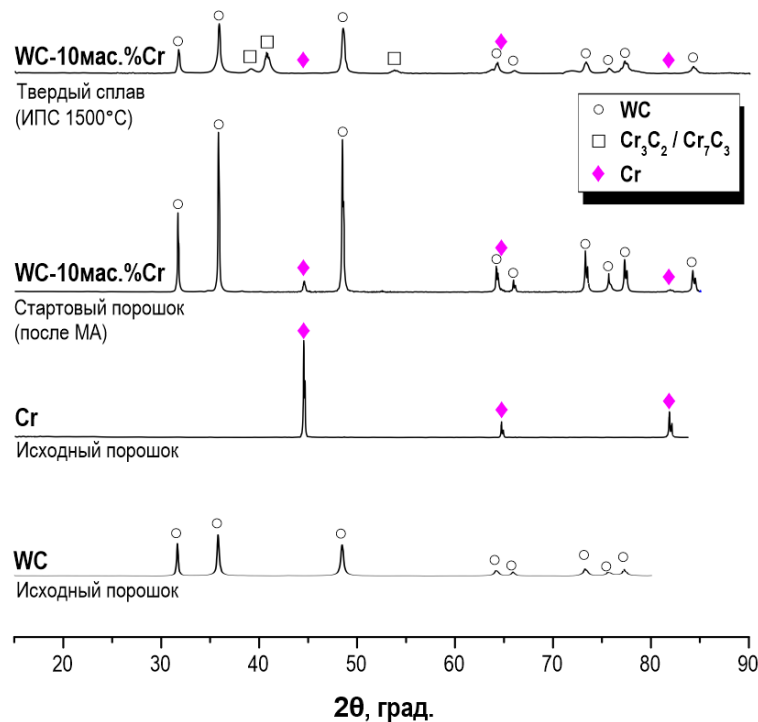 WC-10мас.%Cr
Твердый сплав
(ИПС 1500°C)
WC
Cr₃C₂ / Cr₇C₃
Cr
WC-10мас.%Cr
Стартовый порошок
(после МА)
Cr
Исходный порошок
WC
Исходный порошок
20 30 40 50 60 70 80 90
2θ, град.